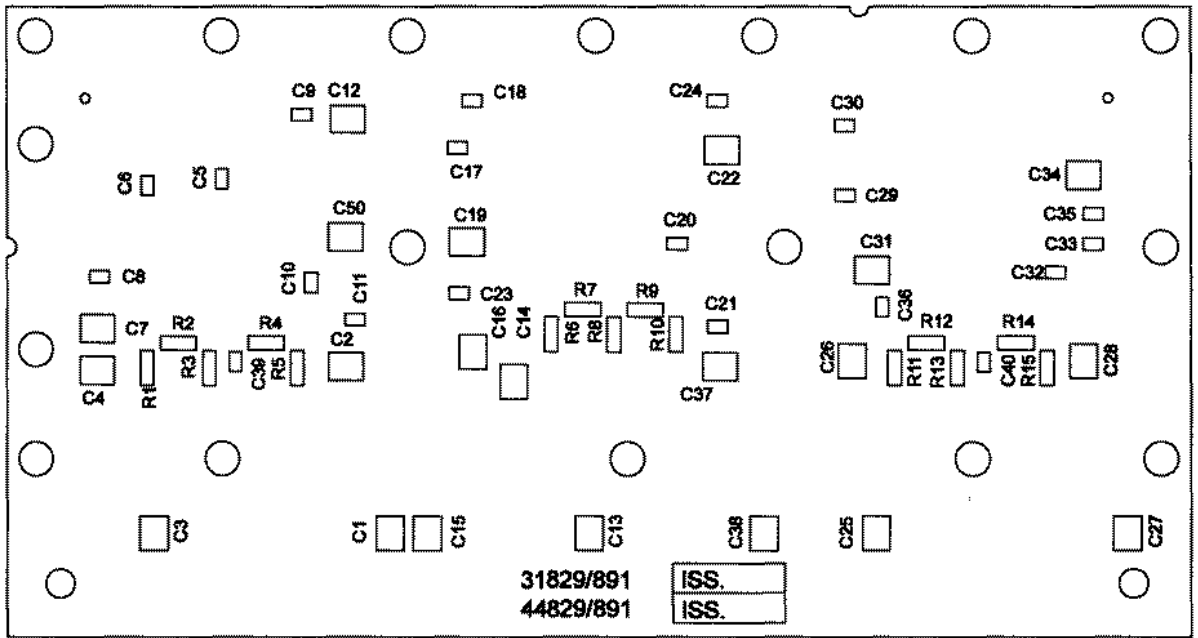 C9 C12
C18
C24
C30
C17
C6
C5
C22
C34
C29
C50
C19
C20
C35
C31
C33
C8
C10
C11
C32
C23
R7
R9
C36
C16
C14
C21
C7
R2
R4
C2
R6
R8
R10
R12
R14
C26
C28
C4
R1
R3
C39
R5
C37
R11
R13
C40
R15
C3
C1
C15
C13
C38
C25
C27
31829/891 ISS.
44829/891 ISS.